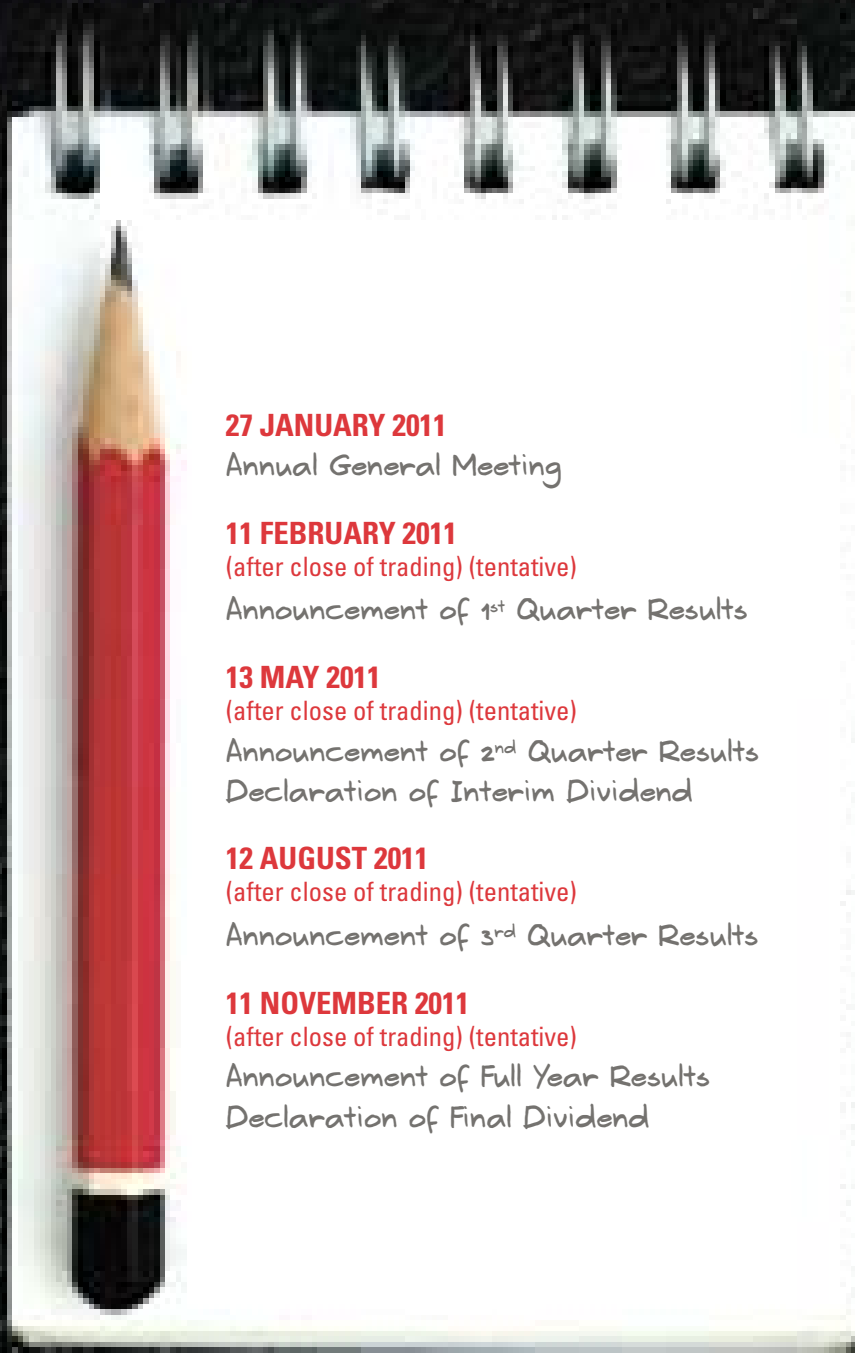 27 JANUARY 2011
Annual General Meeting
11 FEBRUARY 2011
(after close of trading) (tentative)
Announcement of 1st Quarter Results
13 MAY 2011
(after close of trading) (tentative)
Announcement of 2nd Quarter Results
Declaration of Interim Dividend
12 AUGUST 2011
(after close of trading) (tentative)
Announcement of 3rd Quarter Results
11 NOVEMBER 2011
(after close of trading) (tentative)
Announcement of Full Year Results
Declaration of Final Dividend